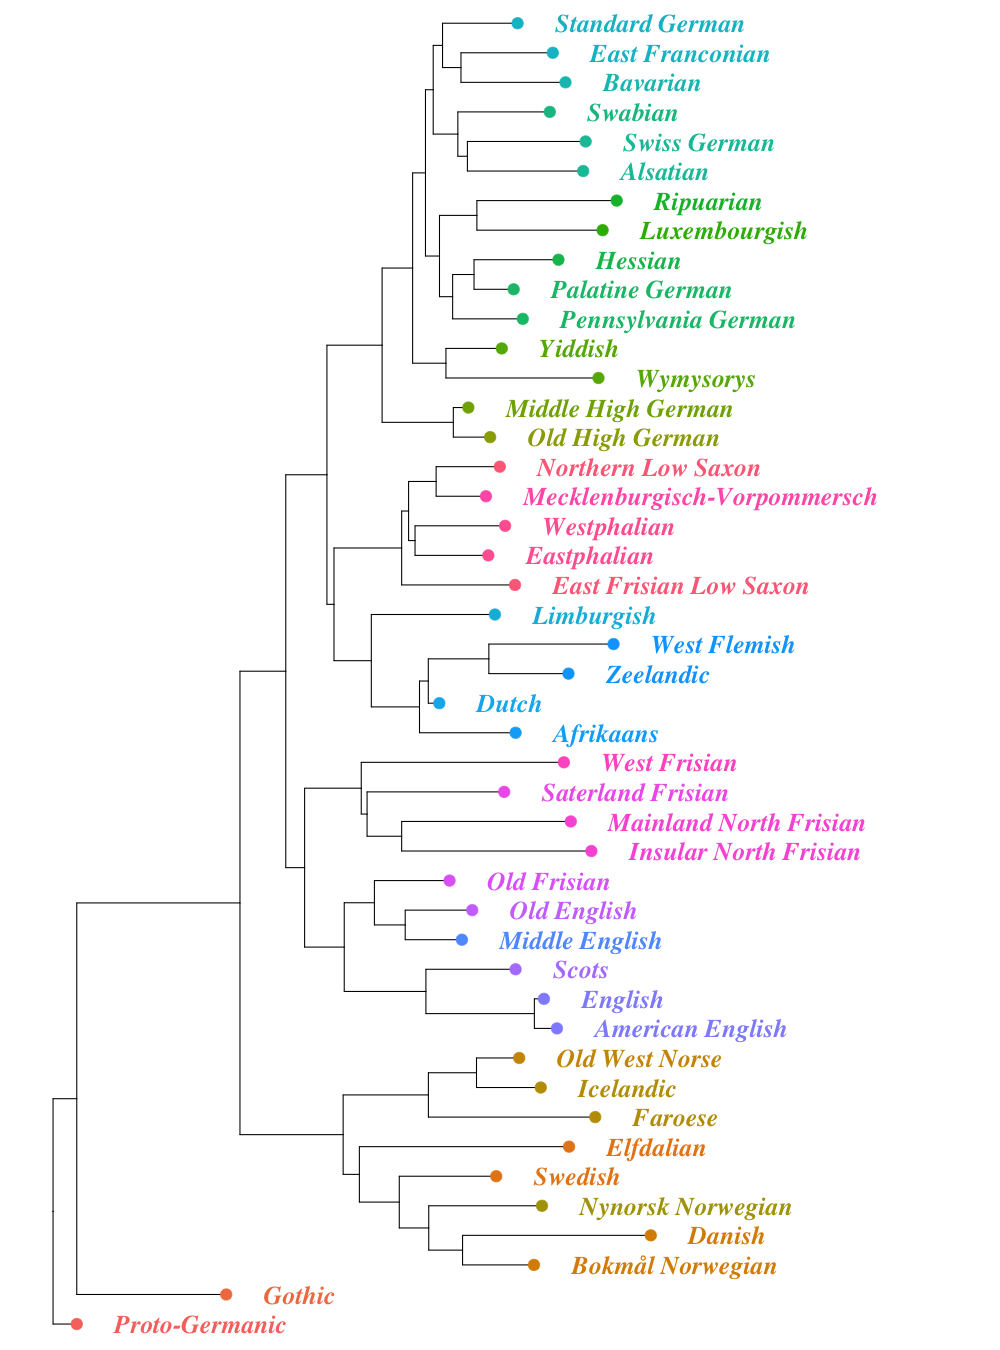 Standard German
East Franconian
Bavarian
Swabian
Swiss German
Alsatian
Ripuarian
Luxembourgish
Hessian
Palatine German
Pennsylvania German
Yiddish
Wymysorys
Middle High German
Old High German
Northern Low Saxon
Mecklenburgisch-Vorpommersch
Westphalian
Eastphalian
East Frisian Low Saxon
Limburgish
West Flemish
Zeelandic
Dutch
Afrikaans
West Frisian
Saterland Frisian
Mainland North Frisian
Insular North Frisian
Old Frisian
Old English
Middle English
Scots
English
American English
Old West Norse
Icelandic
Faroese
Elfdalian
Swedish
Nynorsk Norwegian
Danish
Bokmål Norwegian
Gothic
Proto-Germanic